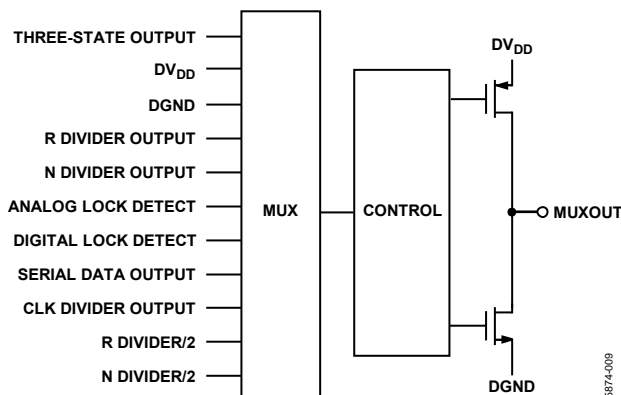 THREE-STATE OUTPUT
DVDD
DGND
R DIVIDER OUTPUT
N DIVIDER OUTPUT
ANALOG LOCK DETECT
DIGITAL LOCK DETECT
SERIAL DATA OUTPUT
CLK DIVIDER OUTPUT
R DIVIDER/2
N DIVIDER/2
MUX
CONTROL
DVDD
MUXOUT
DGND